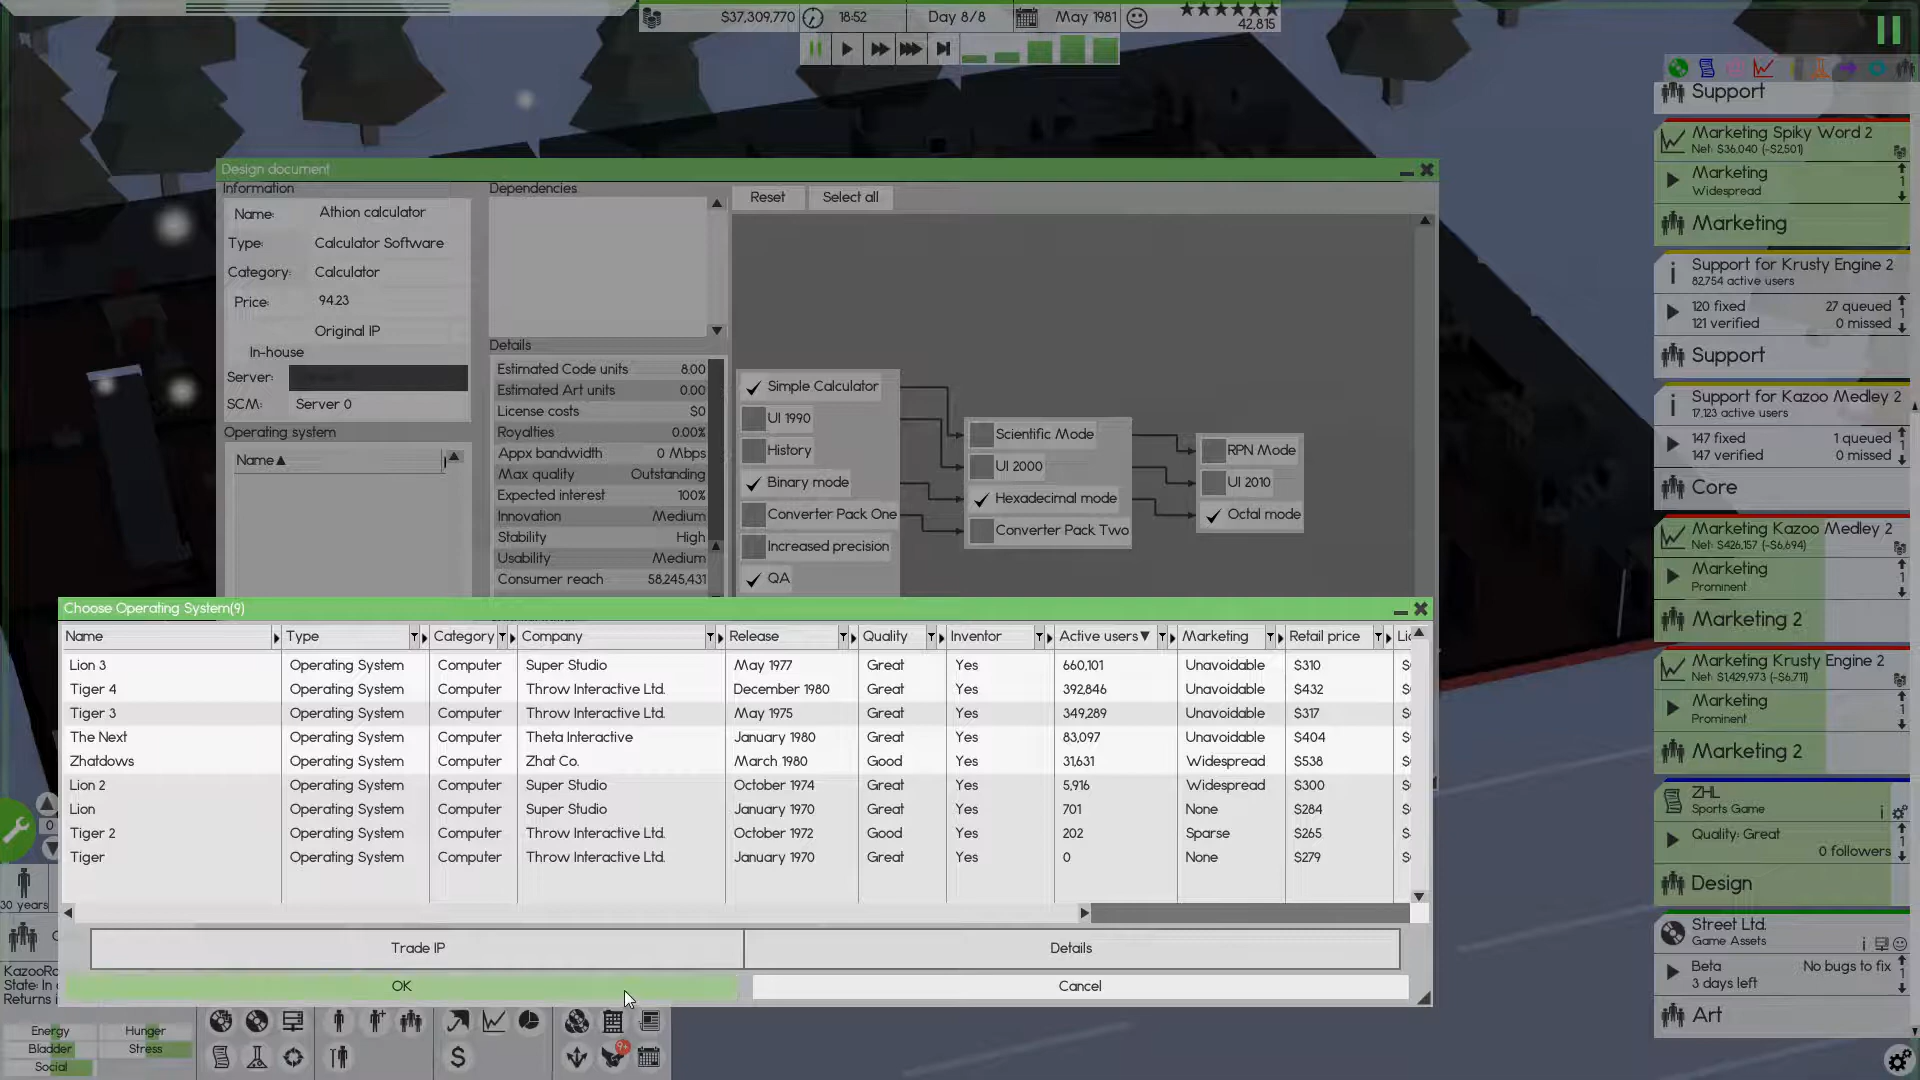 $37,309,770
18:52
Day 8/8
May 1981
42,815
Design document
Information
Name: Athion calculator
Type: Calculator Software
Category: Calculator
Price: 94.23
Original IP
In-house
Server:
SCM: Server 0
Operating system
Name
Dependencies
Details
Estimated Code units 8.00
Estimated Art units 0.00
License costs $0
Royalties 0.00%
Appx bandwidth 0 Mbps
Max quality Outstanding
Expected interest 100%
Innovation Medium
Stability High
Usability Medium
Consumer reach 58,245,431
Reset
Select all
Simple Calculator
UI 1990
History
Binary mode
Converter Pack One
Increased precision
QA
Scientific Mode
UI 2000
Hexadecimal mode
Converter Pack Two
RPN Mode
UI 2010
Octal mode
Choose Operating System(9)
Name Type Category Company Release Quality Inventor Active users Marketing Retail price
Lion 3 Operating System Computer Super Studio May 1977 Great Yes 660,101 Unavoidable $310
Tiger 4 Operating System Computer Throw Interactive Ltd. December 1980 Great Yes 392,846 Unavoidable $432
Tiger 3 Operating System Computer Throw Interactive Ltd. May 1975 Great Yes 349,289 Unavoidable $317
The Next Operating System Computer Theta Interactive January 1980 Great Yes 83,097 Unavoidable $404
Zhatdows Operating System Computer Zhat Co. March 1980 Good Yes 31,631 Widespread $538
Lion 2 Operating System Computer Super Studio October 1974 Great Yes 5,916 Widespread $300
Lion Operating System Computer Super Studio January 1970 Great Yes 701 None $284
Tiger 2 Operating System Computer Throw Interactive Ltd. October 1972 Good Yes 202 Sparse $265
Tiger Operating System Computer Throw Interactive Ltd. January 1970 Great Yes 0 None $279
Trade IP
Details
OK
Cancel
0
30 years
State: In
Returns
Energy
Hunger
Bladder
Stress
Social
9+
Support
Marketing Spiky Word 2
Net: $36,040 (-$2,501)
Marketing
Widespread
1
Marketing
Support for Krusty Engine 2
82,754 active users
120 fixed 27 queued
121 verified 0 missed
1
Support
Support for Kazoo Medley 2
17,123 active users
147 fixed 1 queued
147 verified 0 missed
1
Core
Marketing Kazoo Medley 2
Net: $426,157 (-$6,694)
Marketing
Prominent
1
Marketing 2
Marketing Krusty Engine 2
Net: $1,429,973 (-$6,711)
Marketing
Prominent
1
Marketing 2
ZHL
Sports Game
Quality: Great
0 followers
1
Design
Street Ltd.
Game Assets
Beta No bugs to fix
3 days left
1
Art